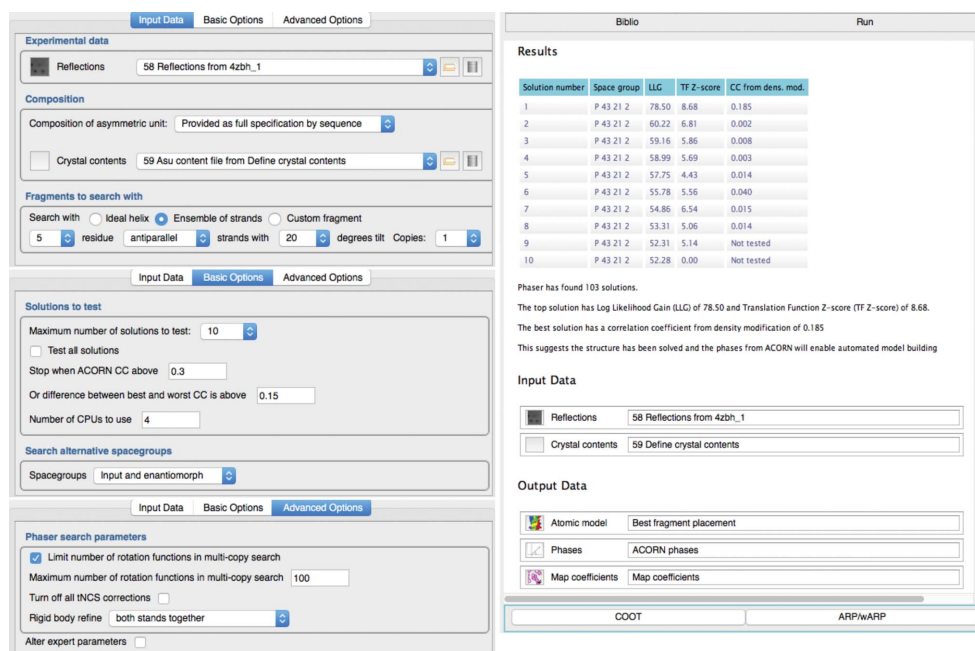 Input Data Basic Options Advanced Options
Experimental data
Reflections 58 Reflections from 4zbh_1
Composition
Composition of asymmetric unit: Provided as full specification by sequence
Crystal contents 59 Asu content file from Define crystal contents
Fragments to search with
Search with Ideal helix Ensemble of strands Custom fragment
5 residue antiparallel strands with 20 degrees tilt Copies: 1
Input Data Basic Options Advanced Options
Solutions to test
Maximum number of solutions to test: 10
Test all solutions
Stop when ACORN CC above 0.3
Or difference between best and worst CC is above 0.15
Number of CPUs to use 4
Search alternative spacegroups
Spacegroups Input and enantiomorph
Input Data Basic Options Advanced Options
Phaser search parameters
Limit number of rotation functions in multi-copy search
Maximum number of rotation functions in multi-copy search 100
Turn off all tNCS corrections
Rigid body refine both stands together
Alter expert parameters
Biblio Run
Results
Solution number Space group LLG TF Z-score CC from dens. mod.
1 P 43 21 2 78.50 8.68 0.185
2 P 43 21 2 60.22 6.81 0.002
3 P 43 21 2 59.16 5.86 0.008
4 P 43 21 2 58.99 5.69 0.003
5 P 43 21 2 57.75 4.43 0.014
6 P 43 21 2 55.78 5.56 0.040
7 P 43 21 2 54.86 6.54 0.015
8 P 43 21 2 53.31 5.06 0.014
9 P 43 21 2 52.31 5.14 Not tested
10 P 43 21 2 52.28 0.00 Not tested
Phaser has found 103 solutions.
The top solution has Log Likelihood Gain (LLG) of 78.50 and Translation Function Z-score (TF Z-score) of 8.68.
The best solution has a correlation coefficient from density modification of 0.185
This suggests the structure has been solved and the phases from ACORN will enable automated model building
Input Data
Reflections 58 Reflections from 4zbh_1
Crystal contents 59 Define crystal contents
Output Data
Atomic model Best fragment placement
Phases ACORN phases
Map coefficients Map coefficients
COOT ARP/wARP